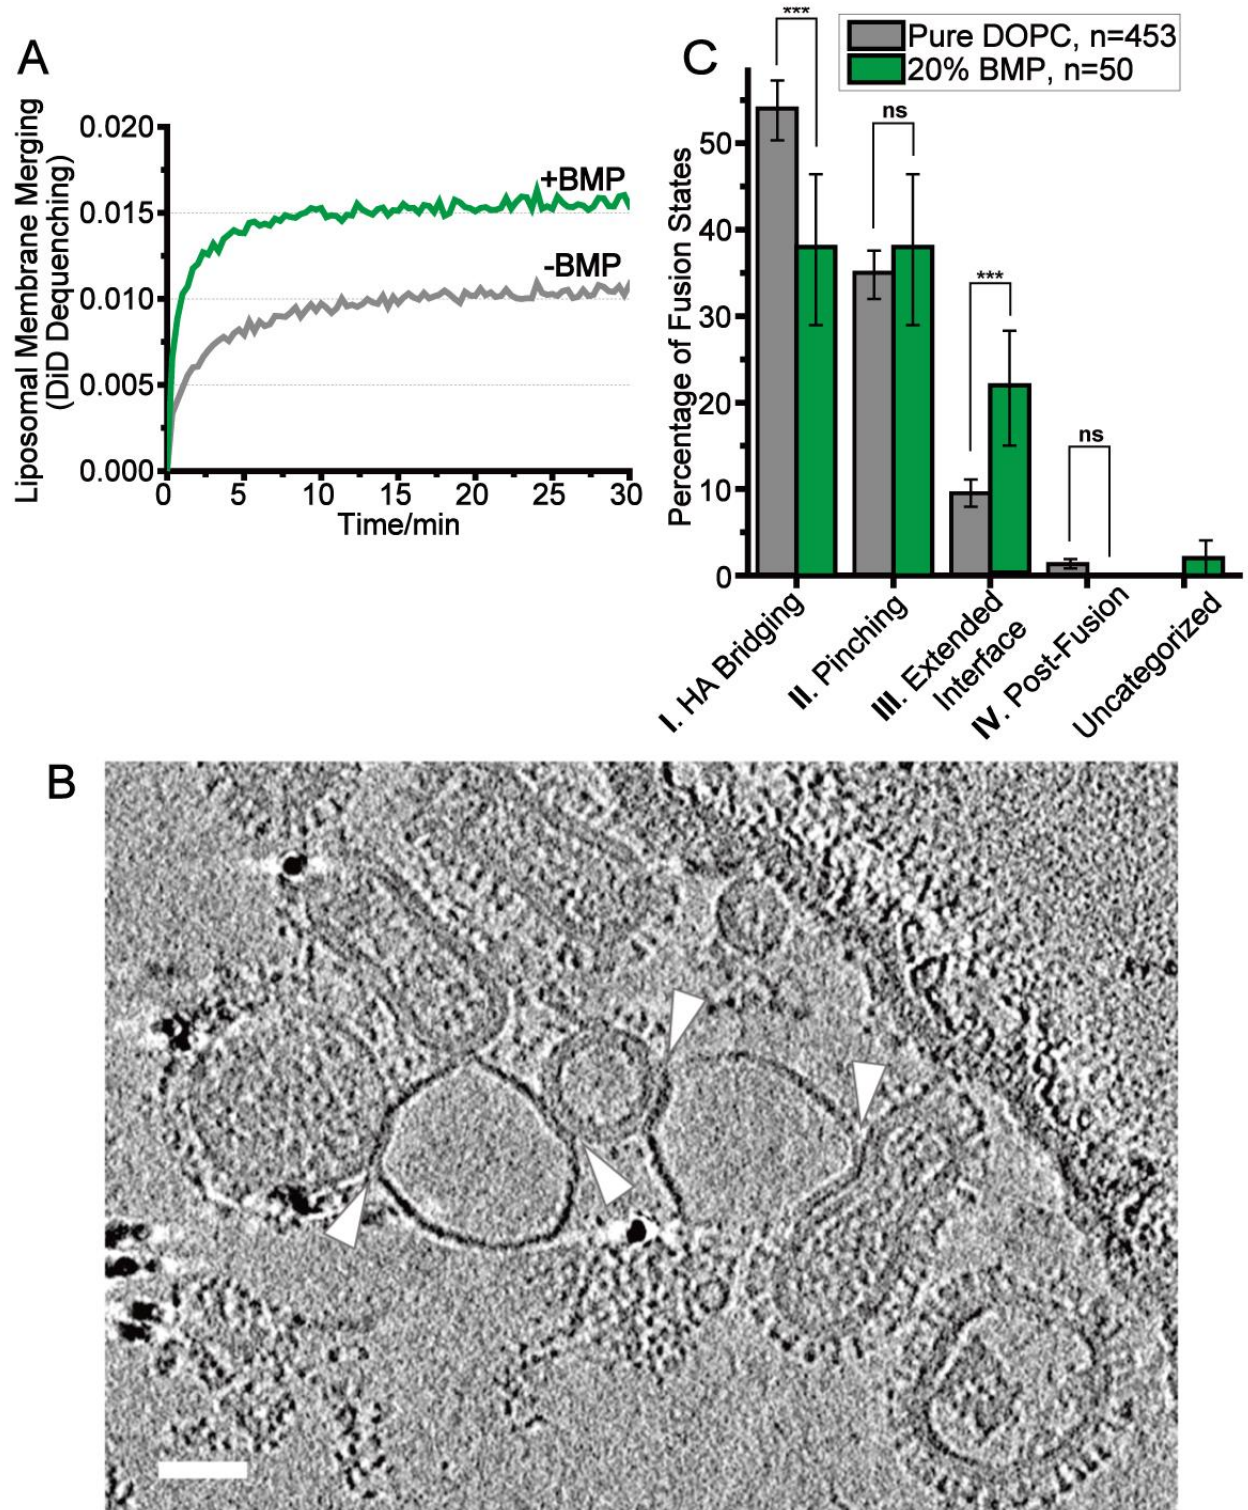 A
Liposomal Membrane Merging
(DiD Dequenching)
0.020
0.015
0.010
0.005
0.000
+BMP
-BMP
0 5 10 15 20 25 30
Time/min
C
Pure DOPC, n=453
20% BMP, n=50
Percentage of Fusion States
50
40
30
20
10
0
***
ns
***
ns
I. HA Bridging
II. Pinching
III. Extended
Interface
IV. Post-Fusion
Uncategorized
B